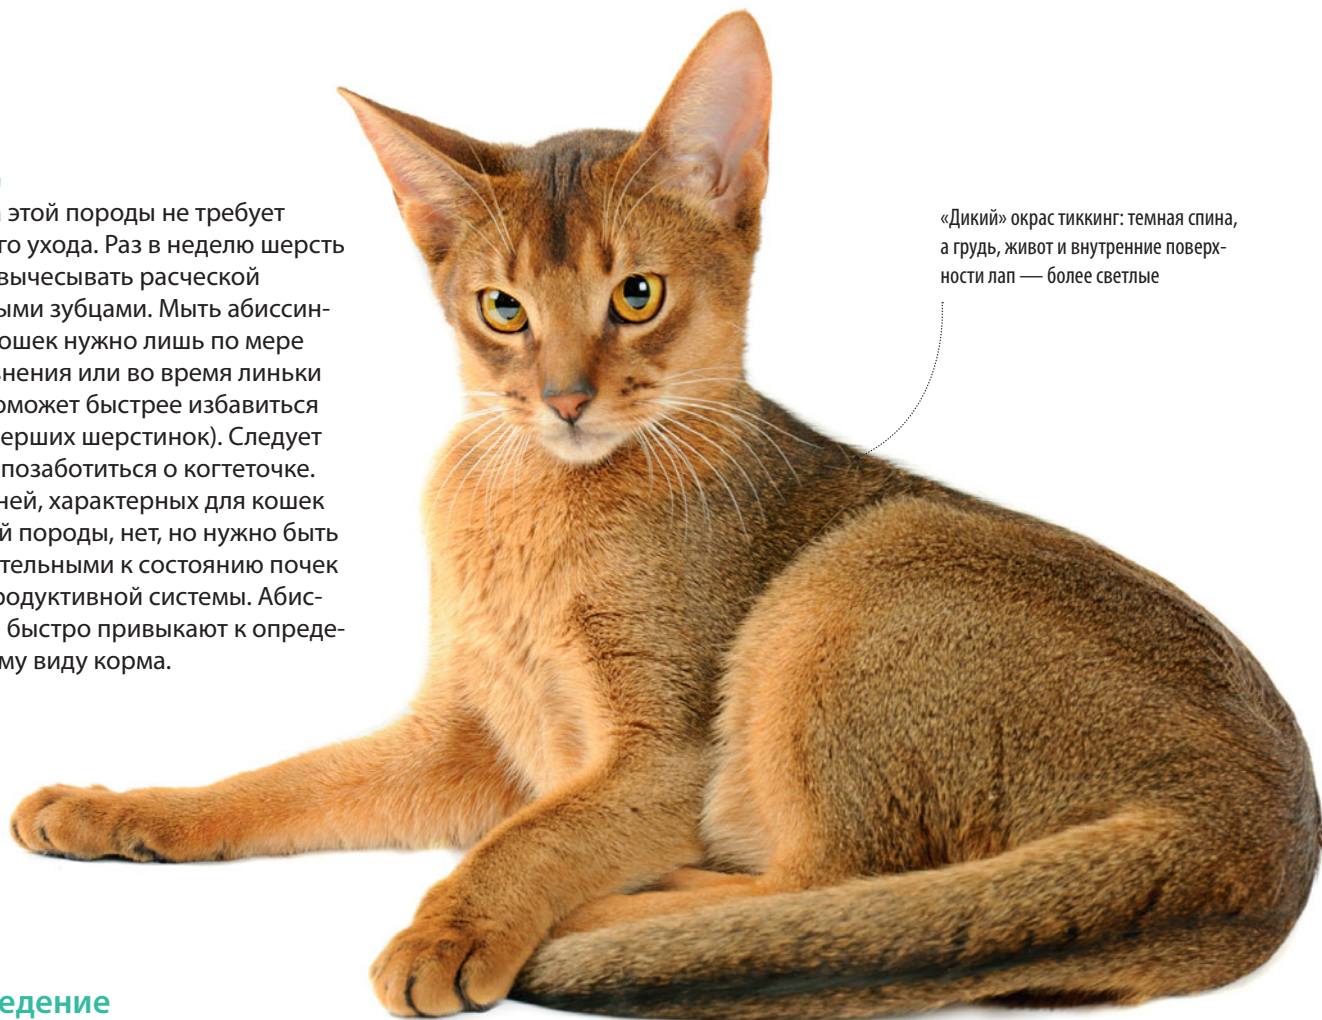 этой породы не требует
го ухода. Раз в неделю шерсть
вычесывать расческой
ыми зубцами. Мыть абиссин-
ошек нужно лишь по мере
нения или во время линьки
оможет быстрее избавиться
ерших шерстинок). Следует
позаботиться о когтеточке.
ней, характерных для кошек
й породы, нет, но нужно быть
тельными к состоянию почек
родуктивной системы. Абис-
быстро привыкают к опреде-
му виду корма.
«Дикий» окрас тиккинг: темная спина,
а грудь, живот и внутренние поверх-
ности лап — более светлые
едение